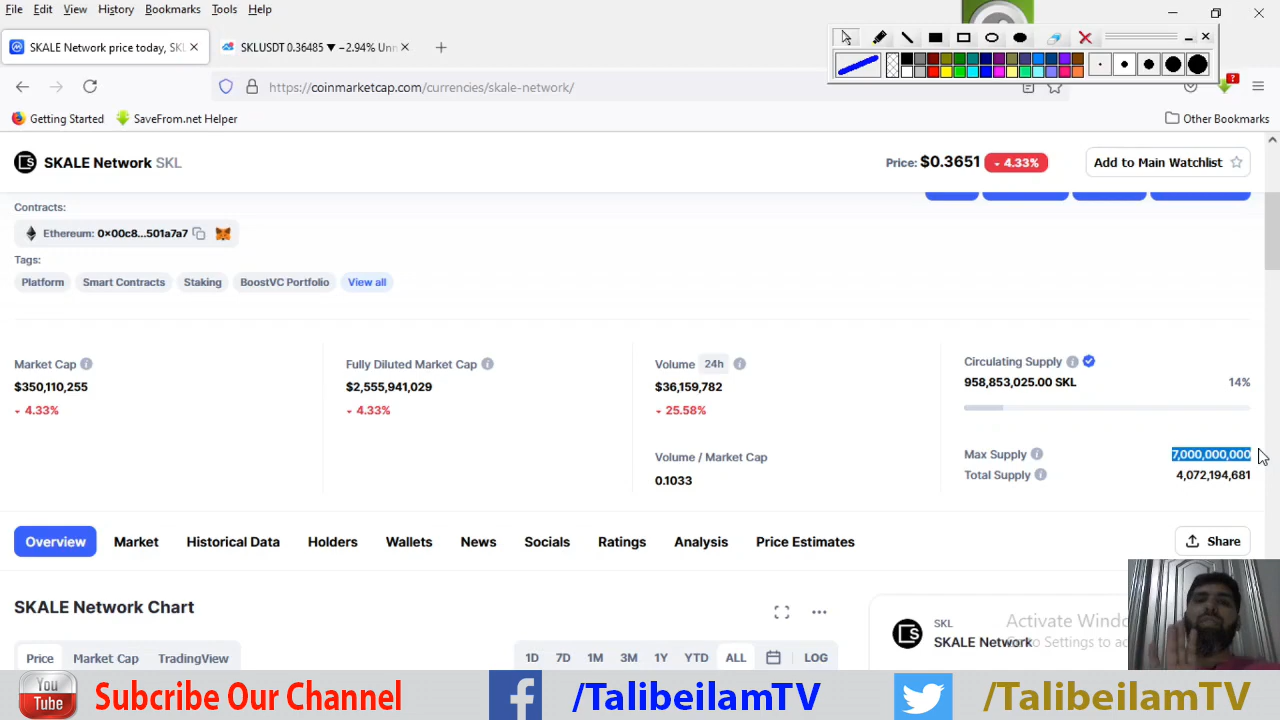 File Edit View History Bookmarks Tools Help
SKALE Network price today, SKL
SKLUSDT 0.36485 ▼ −2.94% Unn
https://coinmarketcap.com/currencies/skale-network/
Getting Started
SaveFrom.net Helper
Other Bookmarks
SKALE Network SKL
Price: $0.3651 4.33%
Add to Main Watchlist
Contracts:
Ethereum: 0x00c8...501a7a7
Tags:
Platform Smart Contracts Staking BoostVC Portfolio View all
Market Cap
$350,110,255
4.33%
Fully Diluted Market Cap
$2,555,941,029
4.33%
Volume 24h
$36,159,782
25.58%
Volume / Market Cap
0.1033
Circulating Supply
958,853,025.00 SKL 14%
Max Supply 7,000,000,000
Total Supply 4,072,194,681
Overview Market Historical Data Holders Wallets News Socials Ratings Analysis Price Estimates
Share
SKALE Network Chart
Price Market Cap TradingView
1D 7D 1M 3M 1Y YTD ALL LOG
SKL
SKALE Network
Activate Windo
to Settings to ac
You Tube
Subcribe Our Channel
/TalibeilamTV
/TalibeilamTV